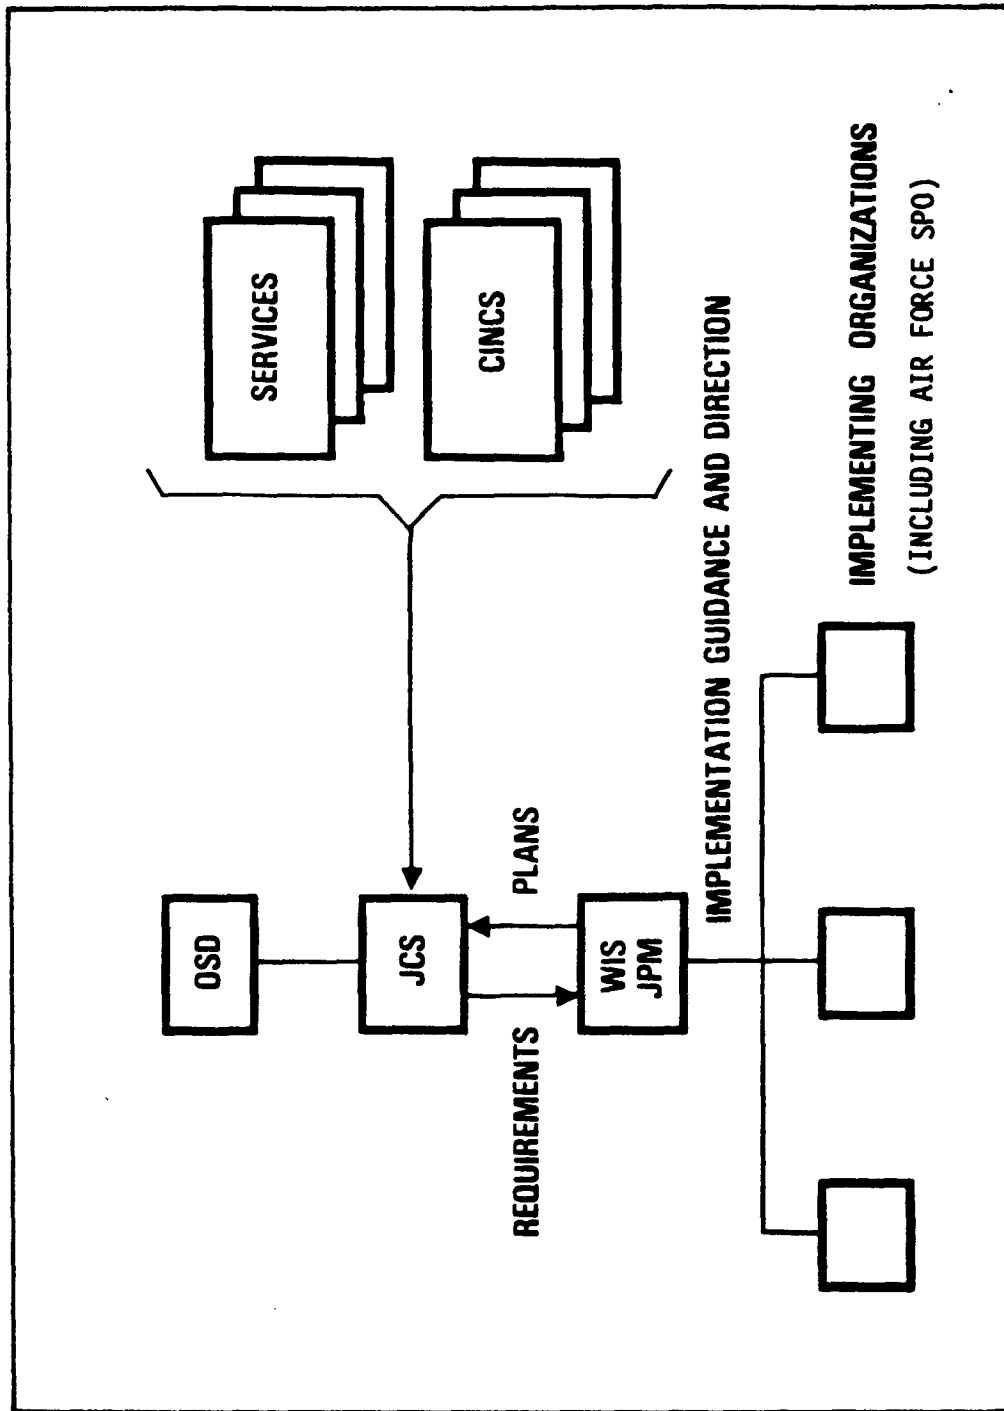 OSD
SERVICES
JCS
CINCS
REQUIREMENTS
PLANS
WIS
JPM
IMPLEMENTATION GUIDANCE AND DIRECTION
IMPLEMENTING ORGANIZATIONS
(INCLUDING AIR FORCE SPO)